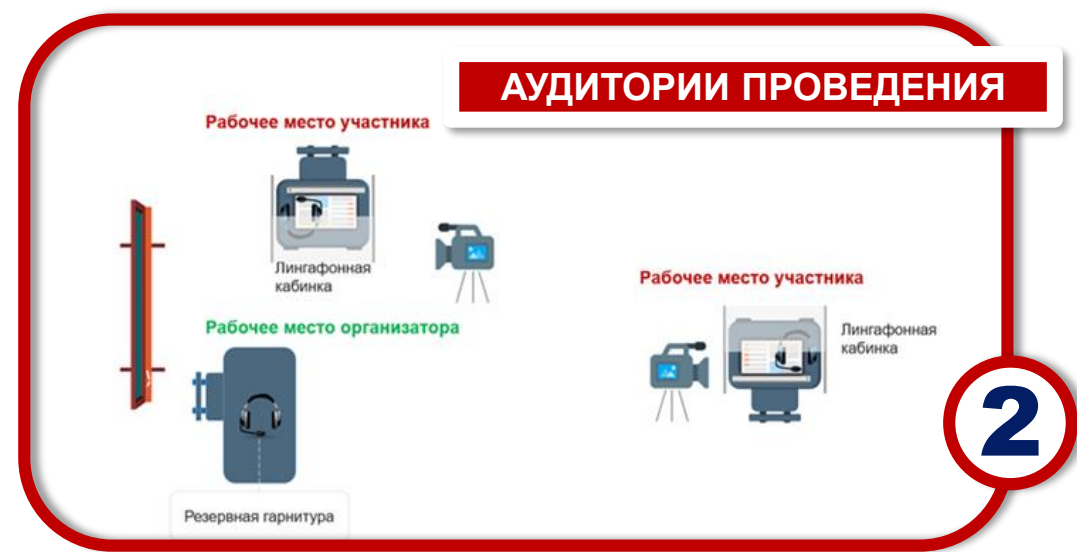 АУДИТОРИИ ПРОВЕДЕНИЯ
Рабочее место участника
Лингафонная
кабинка
Рабочее место участника
Лингафонная
кабинка
Рабочее место организатора
Резервная гарнитура
2